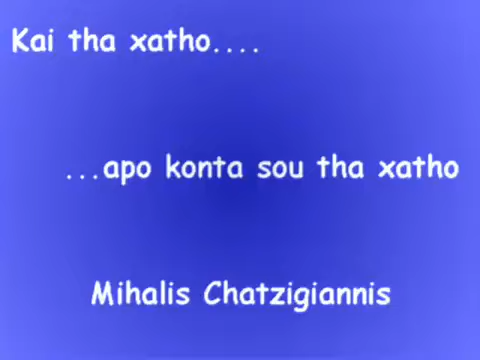 Kai tha xatho....
...apo konta sou tha xatho
Mihalis Chatzigiannis